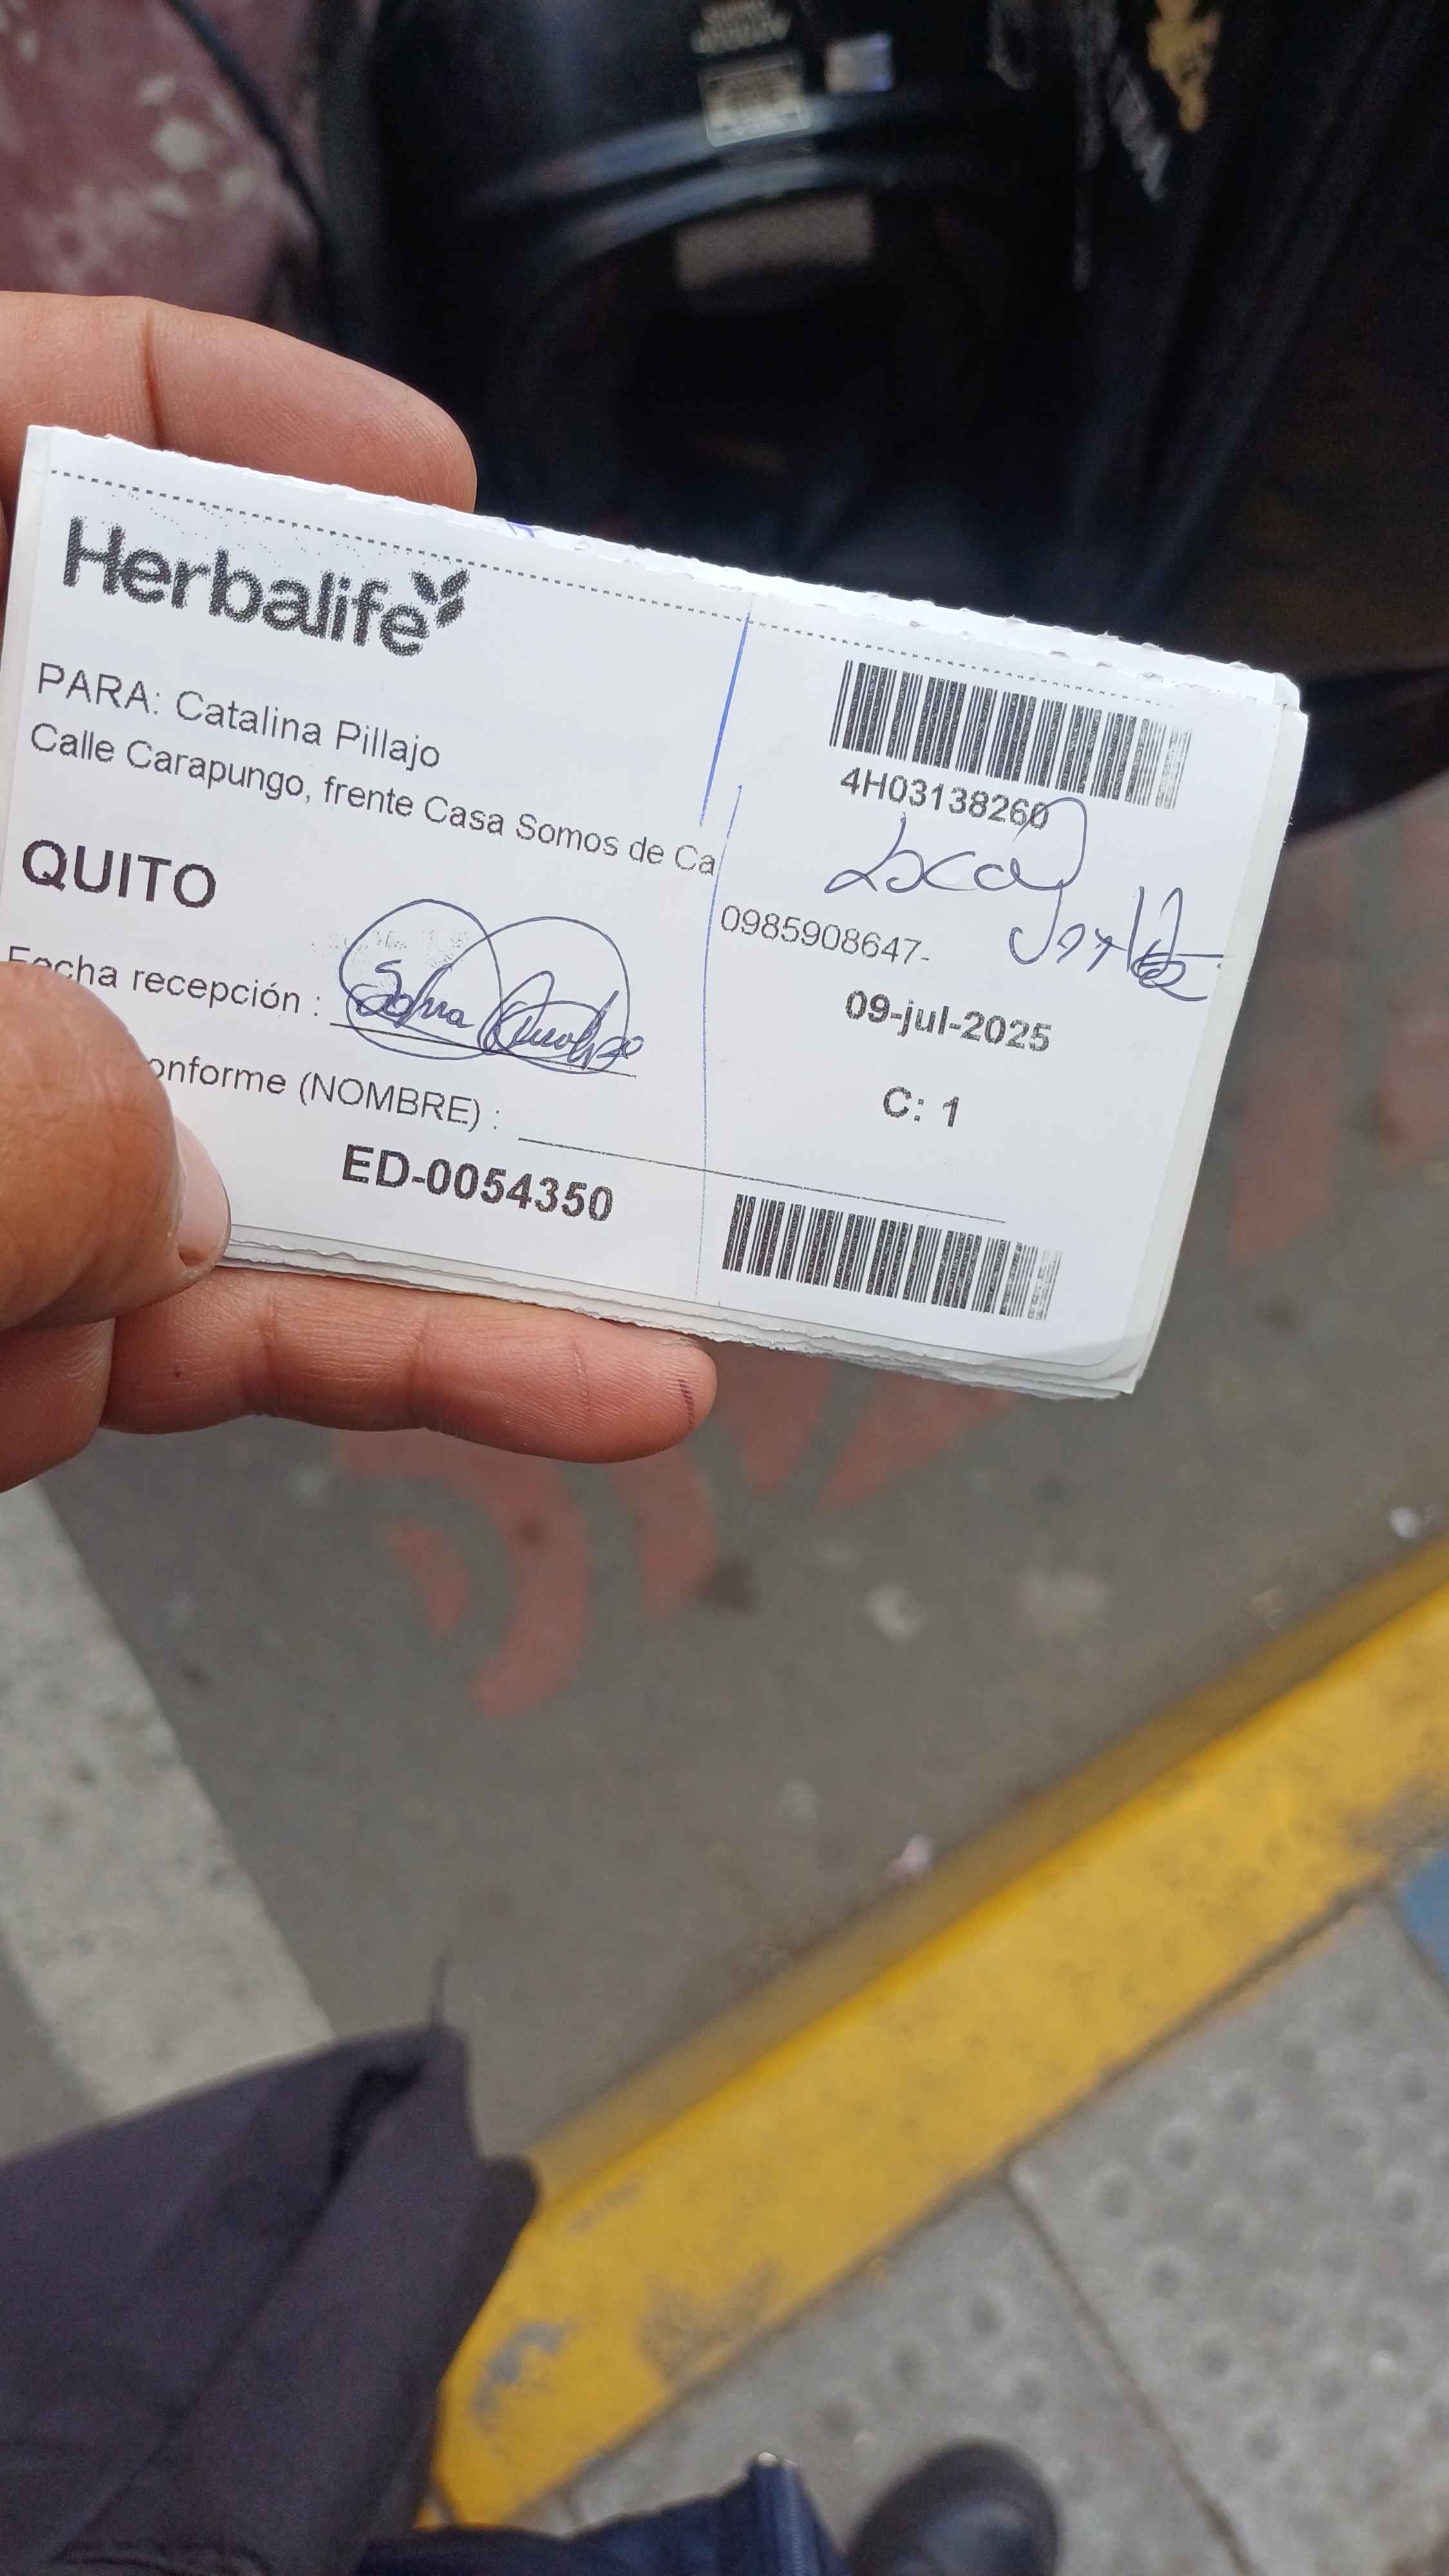 Herbalife
PARA: Catalina Pillajo
Calle Carapungo, frente Casa Somos de Ca
QUITO
4H03138260
0985908647-
09-jul-2025
C: 1
Fecha recepción :
onforme (NOMBRE) :
ED-0054350